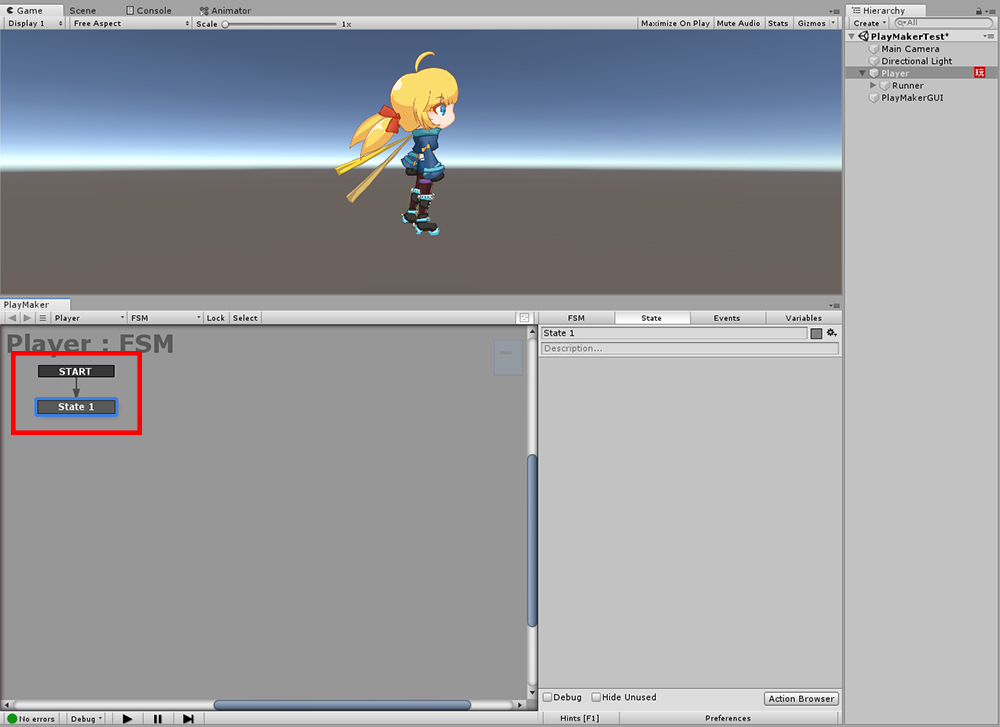 Game Scene Console Animator
Display 1 Free Aspect Scale 1x Maximize On Play Mute Audio Stats Gizmos
Hierarchy
Create All
PlayMakerTest*
Main Camera
Directional Light
Player 玩
Runner
PlayMakerGUI
PlayMaker
Player FSM Lock Select
Player : FSM
START
State 1
FSM State Events Variables
State 1
Description...
Debug Hide Unused Action Browser
No errors Debug
Hints [F1] Preferences